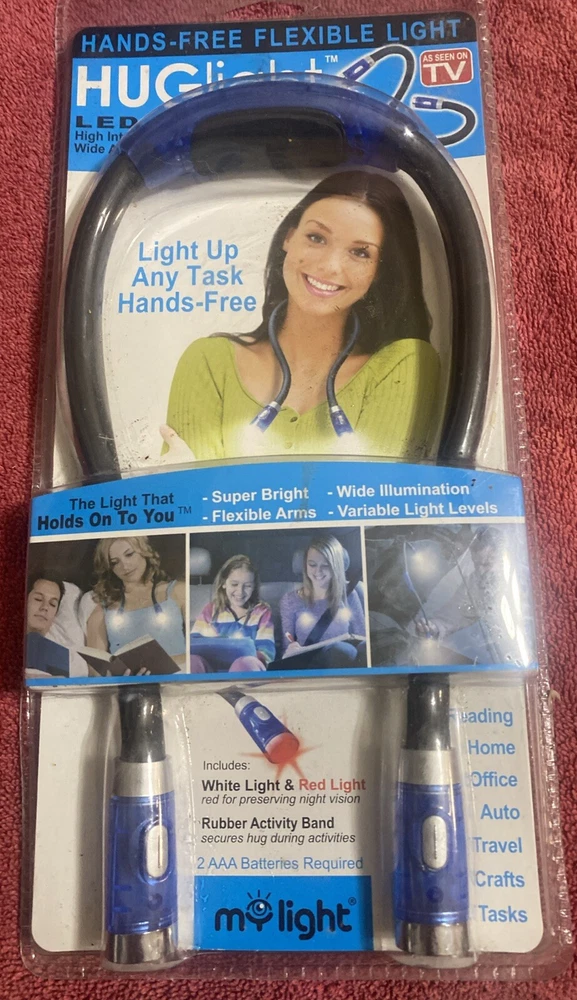 HANDS-FREE FLEXIBLE LIGHT
HUGlight™
AS SEEN ON
TV
LED
High Int
Wide A
Light Up
Any Task
Hands-Free
The Light That
Holds On To You™
- Super Bright
- Wide Illumination
- Flexible Arms
- Variable Light Levels
Includes:
White Light & Red Light
red for preserving night vision
Rubber Activity Band
secures hug during activities
2 AAA Batteries Required
mylight®
Reading
Home
Office
Auto
Travel
Crafts
Tasks